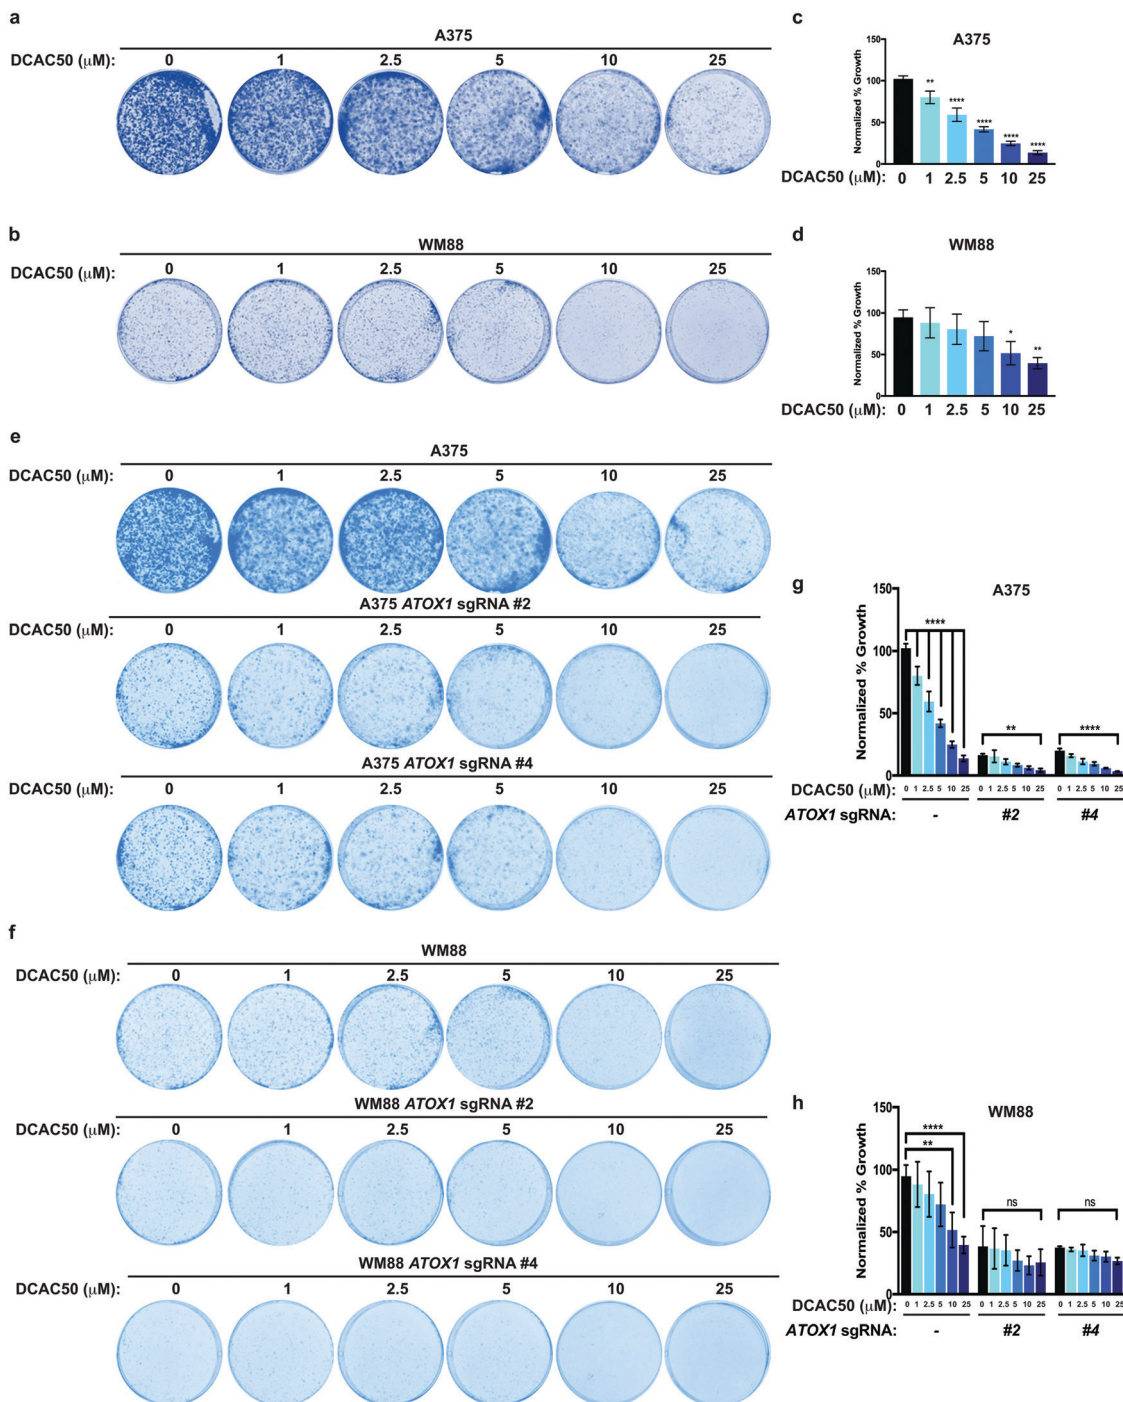 a
A375
DCAC50 (μM): 0 1 2.5 5 10 25
c
A375
Normalized % Growth
150
100
50
0
**
****
****
****
****
DCAC50 (μM): 0 1 2.5 5 10 25
b
WM88
DCAC50 (μM): 0 1 2.5 5 10 25
d
WM88
Normalized % Growth
150
100
50
0
*
**
DCAC50 (μM): 0 1 2.5 5 10 25
e
A375
DCAC50 (μM): 0 1 2.5 5 10 25
A375 ATOX1 sgRNA #2
DCAC50 (μM): 0 1 2.5 5 10 25
A375 ATOX1 sgRNA #4
DCAC50 (μM): 0 1 2.5 5 10 25
g
A375
Normalized % Growth
150
100
50
0
****
**
****
DCAC50 (μM): 0 1 2.5 5 10 25 0 1 2.5 5 10 25 0 1 2.5 5 10 25
ATOX1 sgRNA: - #2 #4
f
WM88
DCAC50 (μM): 0 1 2.5 5 10 25
WM88 ATOX1 sgRNA #2
DCAC50 (μM): 0 1 2.5 5 10 25
WM88 ATOX1 sgRNA #4
DCAC50 (μM): 0 1 2.5 5 10 25
h
WM88
Normalized % Growth
150
100
50
0
****
**
ns
ns
DCAC50 (μM): 0 1 2.5 5 10 25 0 1 2.5 5 10 25 0 1 2.5 5 10 25
ATOX1 sgRNA: - #2 #4